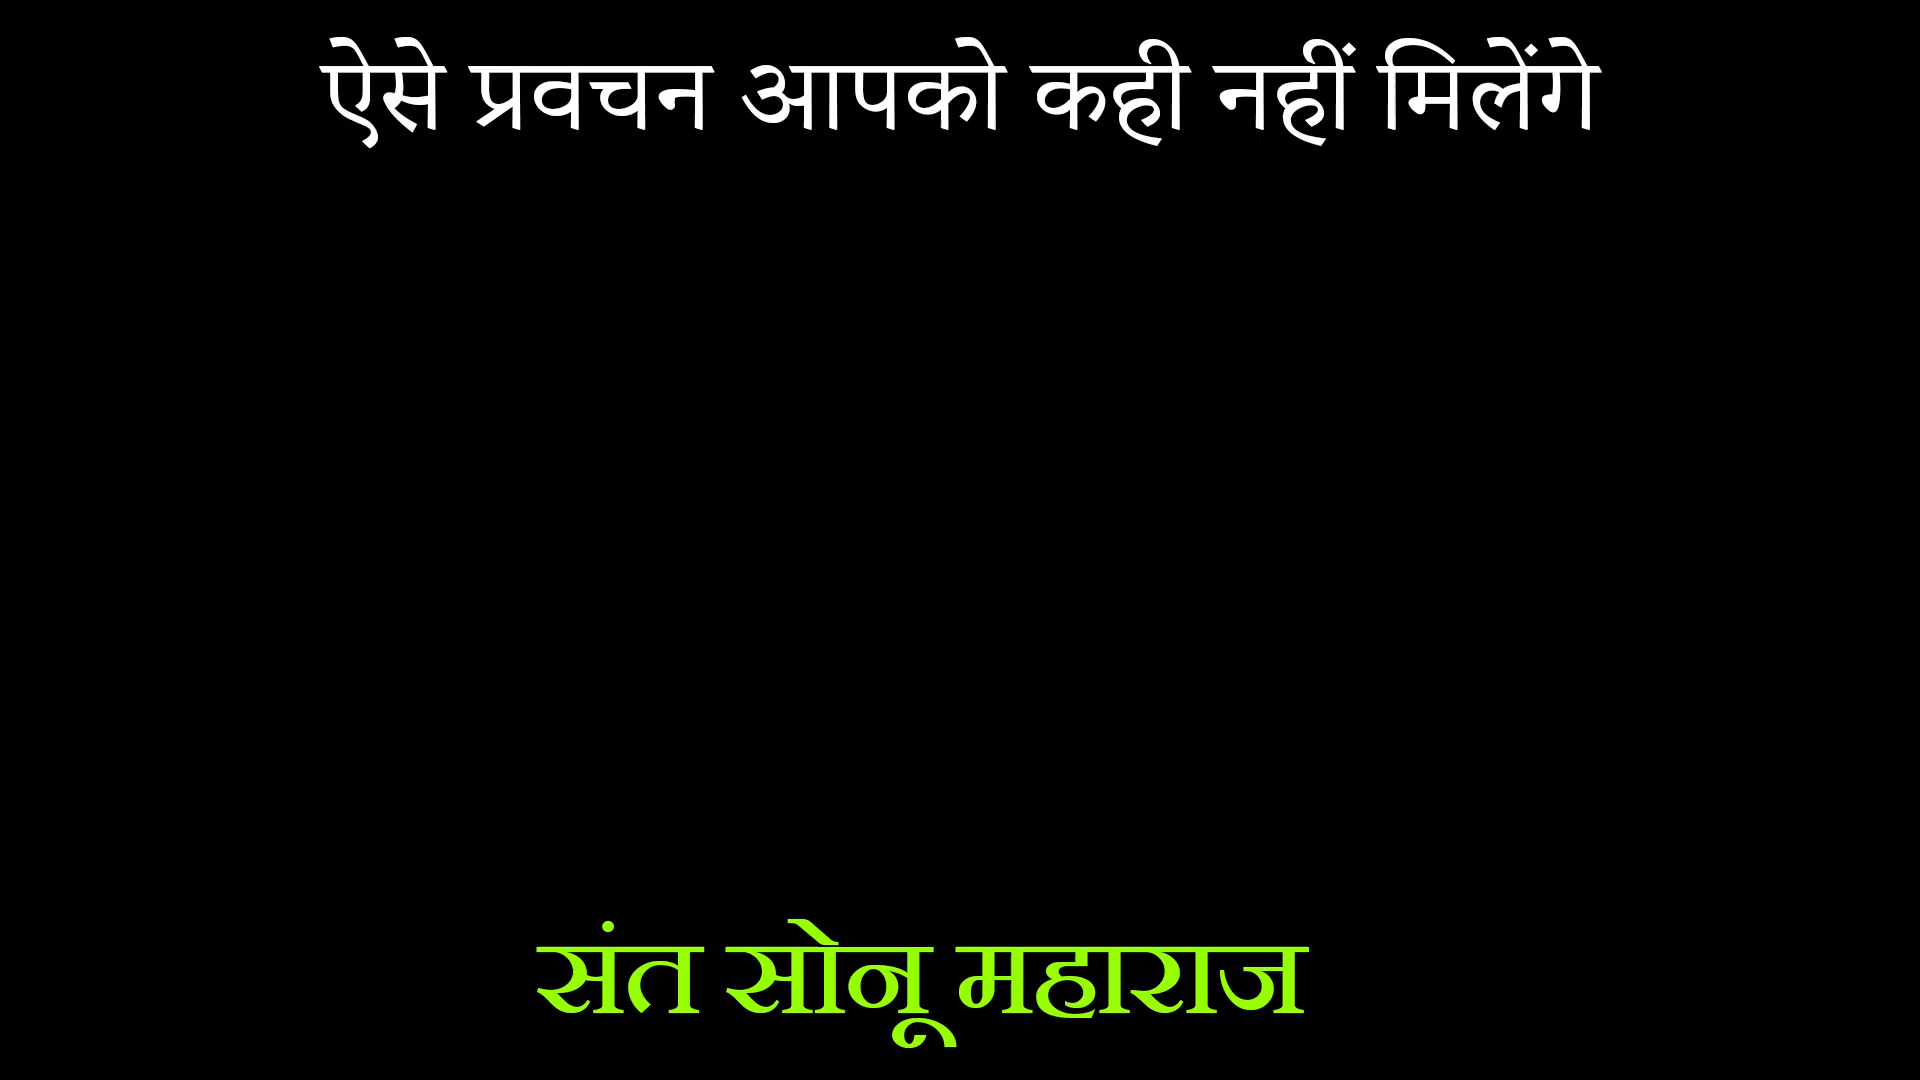 ऐसे प्रवचन आपको कही नहीं मिलेंगे
संत सोनू महाराज